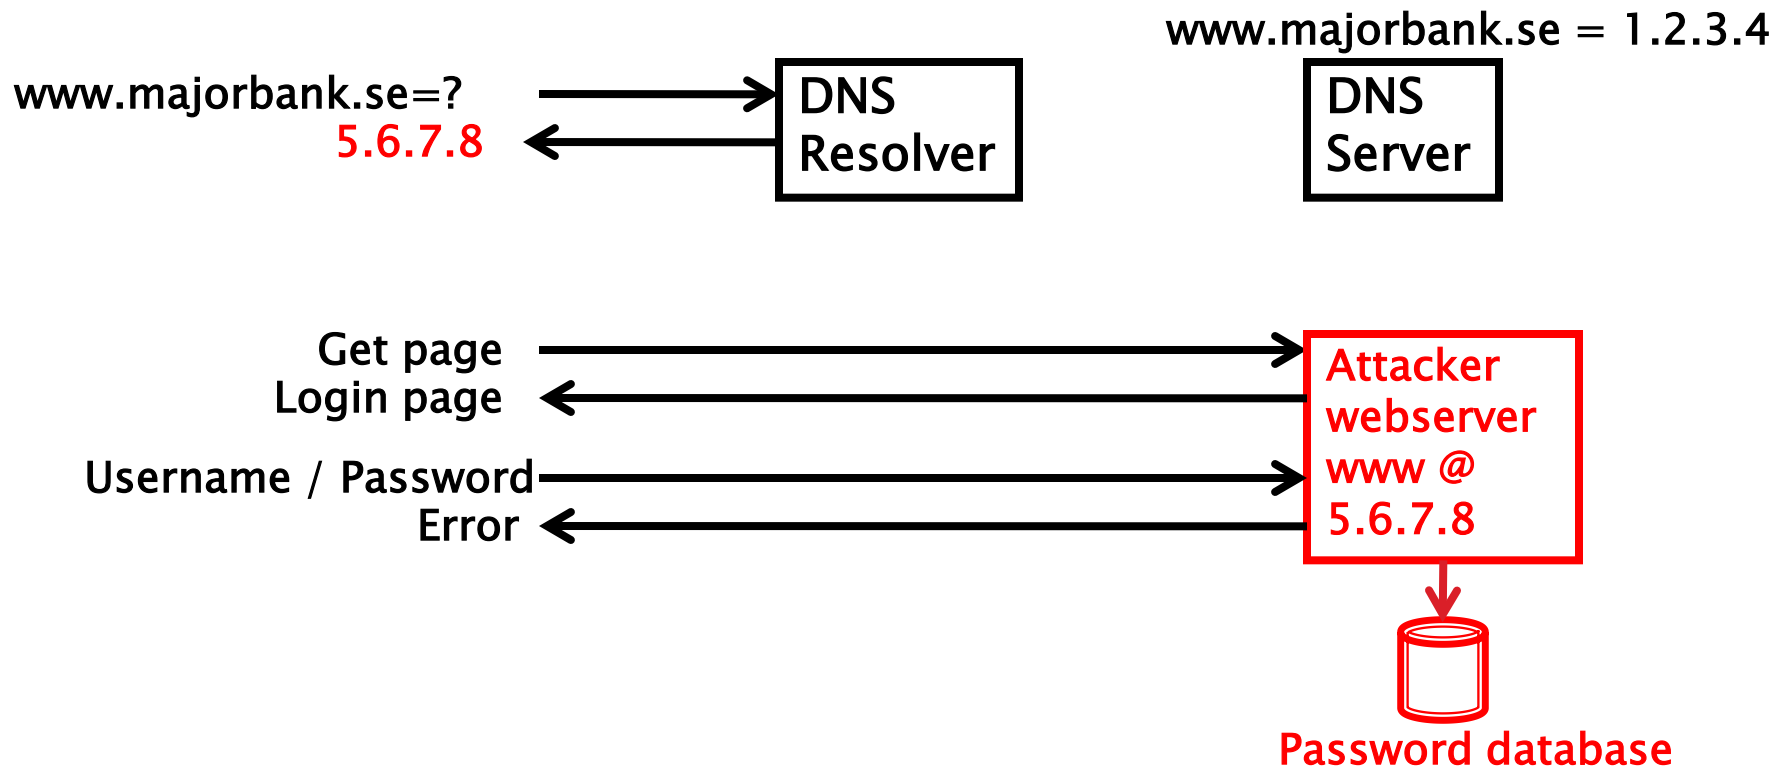 www.majorbank.se = 1.2.3.4
www.majorbank.se=?
5.6.7.8
DNS
Resolver
DNS
Server
Get page
Login page
Username / Password
Error
Attacker
webserver
www @
5.6.7.8
Password database